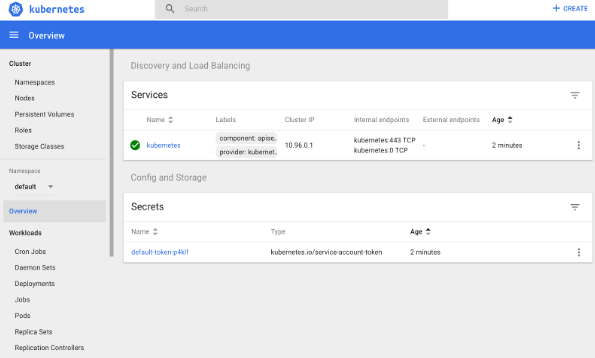 kubernetes
Search
+ CREATE
Overview
Cluster
Namespaces
Nodes
Persistent Volumes
Roles
Storage Classes
Namespace
default
Overview
Workloads
Cron Jobs
Daemon Sets
Deployments
Jobs
Pods
Replica Sets
Replication Controllers
Discovery and Load Balancing
Services
Name Labels Cluster IP Internal endpoints External endpoints Age
kubernetes component: apise,. 10.96.0.1 kubernetes:443 TCP - 2 minutes
provider: kubernet,. kubernetes:0 TCP
Config and Storage
Secrets
Name Type Age
default-token-p4klf kubernetes.io/service-account-token 2 minutes